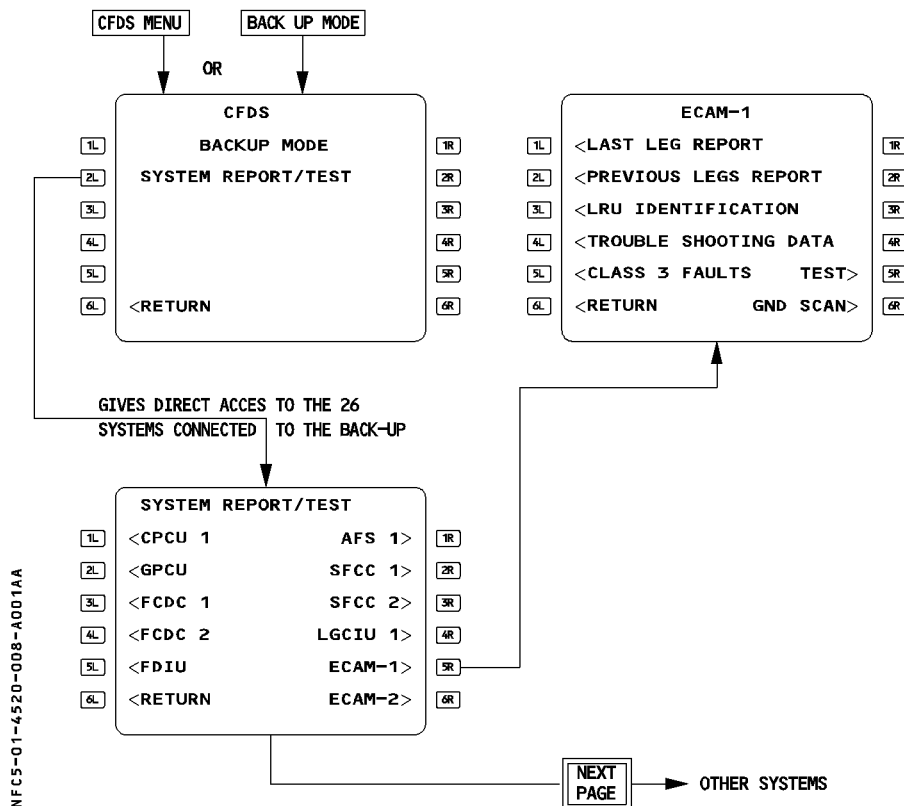 CFDS MENU
BACK UP MODE
OR
CFDS
1L BACKUP MODE 1R
2L SYSTEM REPORT/TEST 2R
3L 3R
4L 4R
5L 5R
6L <RETURN 6R
ECAM-1
1L <LAST LEG REPORT 1R
2L <PREVIOUS LEGS REPORT 2R
3L <LRU IDENTIFICATION 3R
4L <TROUBLE SHOOTING DATA 4R
5L <CLASS 3 FAULTS TEST> 5R
6L <RETURN GND SCAN> 6R
GIVES DIRECT ACCES TO THE 26
SYSTEMS CONNECTED TO THE BACK-UP
SYSTEM REPORT/TEST
1L <CPCU 1 AFS 1> 1R
2L <GPCU SFCC 1> 2R
3L <FCDC 1 SFCC 2> 3R
4L <FCDC 2 LGCIU 1> 4R
5L <FDIU ECAM-1> 5R
6L <RETURN ECAM-2> 6R
NEXT
PAGE
OTHER SYSTEMS
NFC5-01-4520-008-A001AA